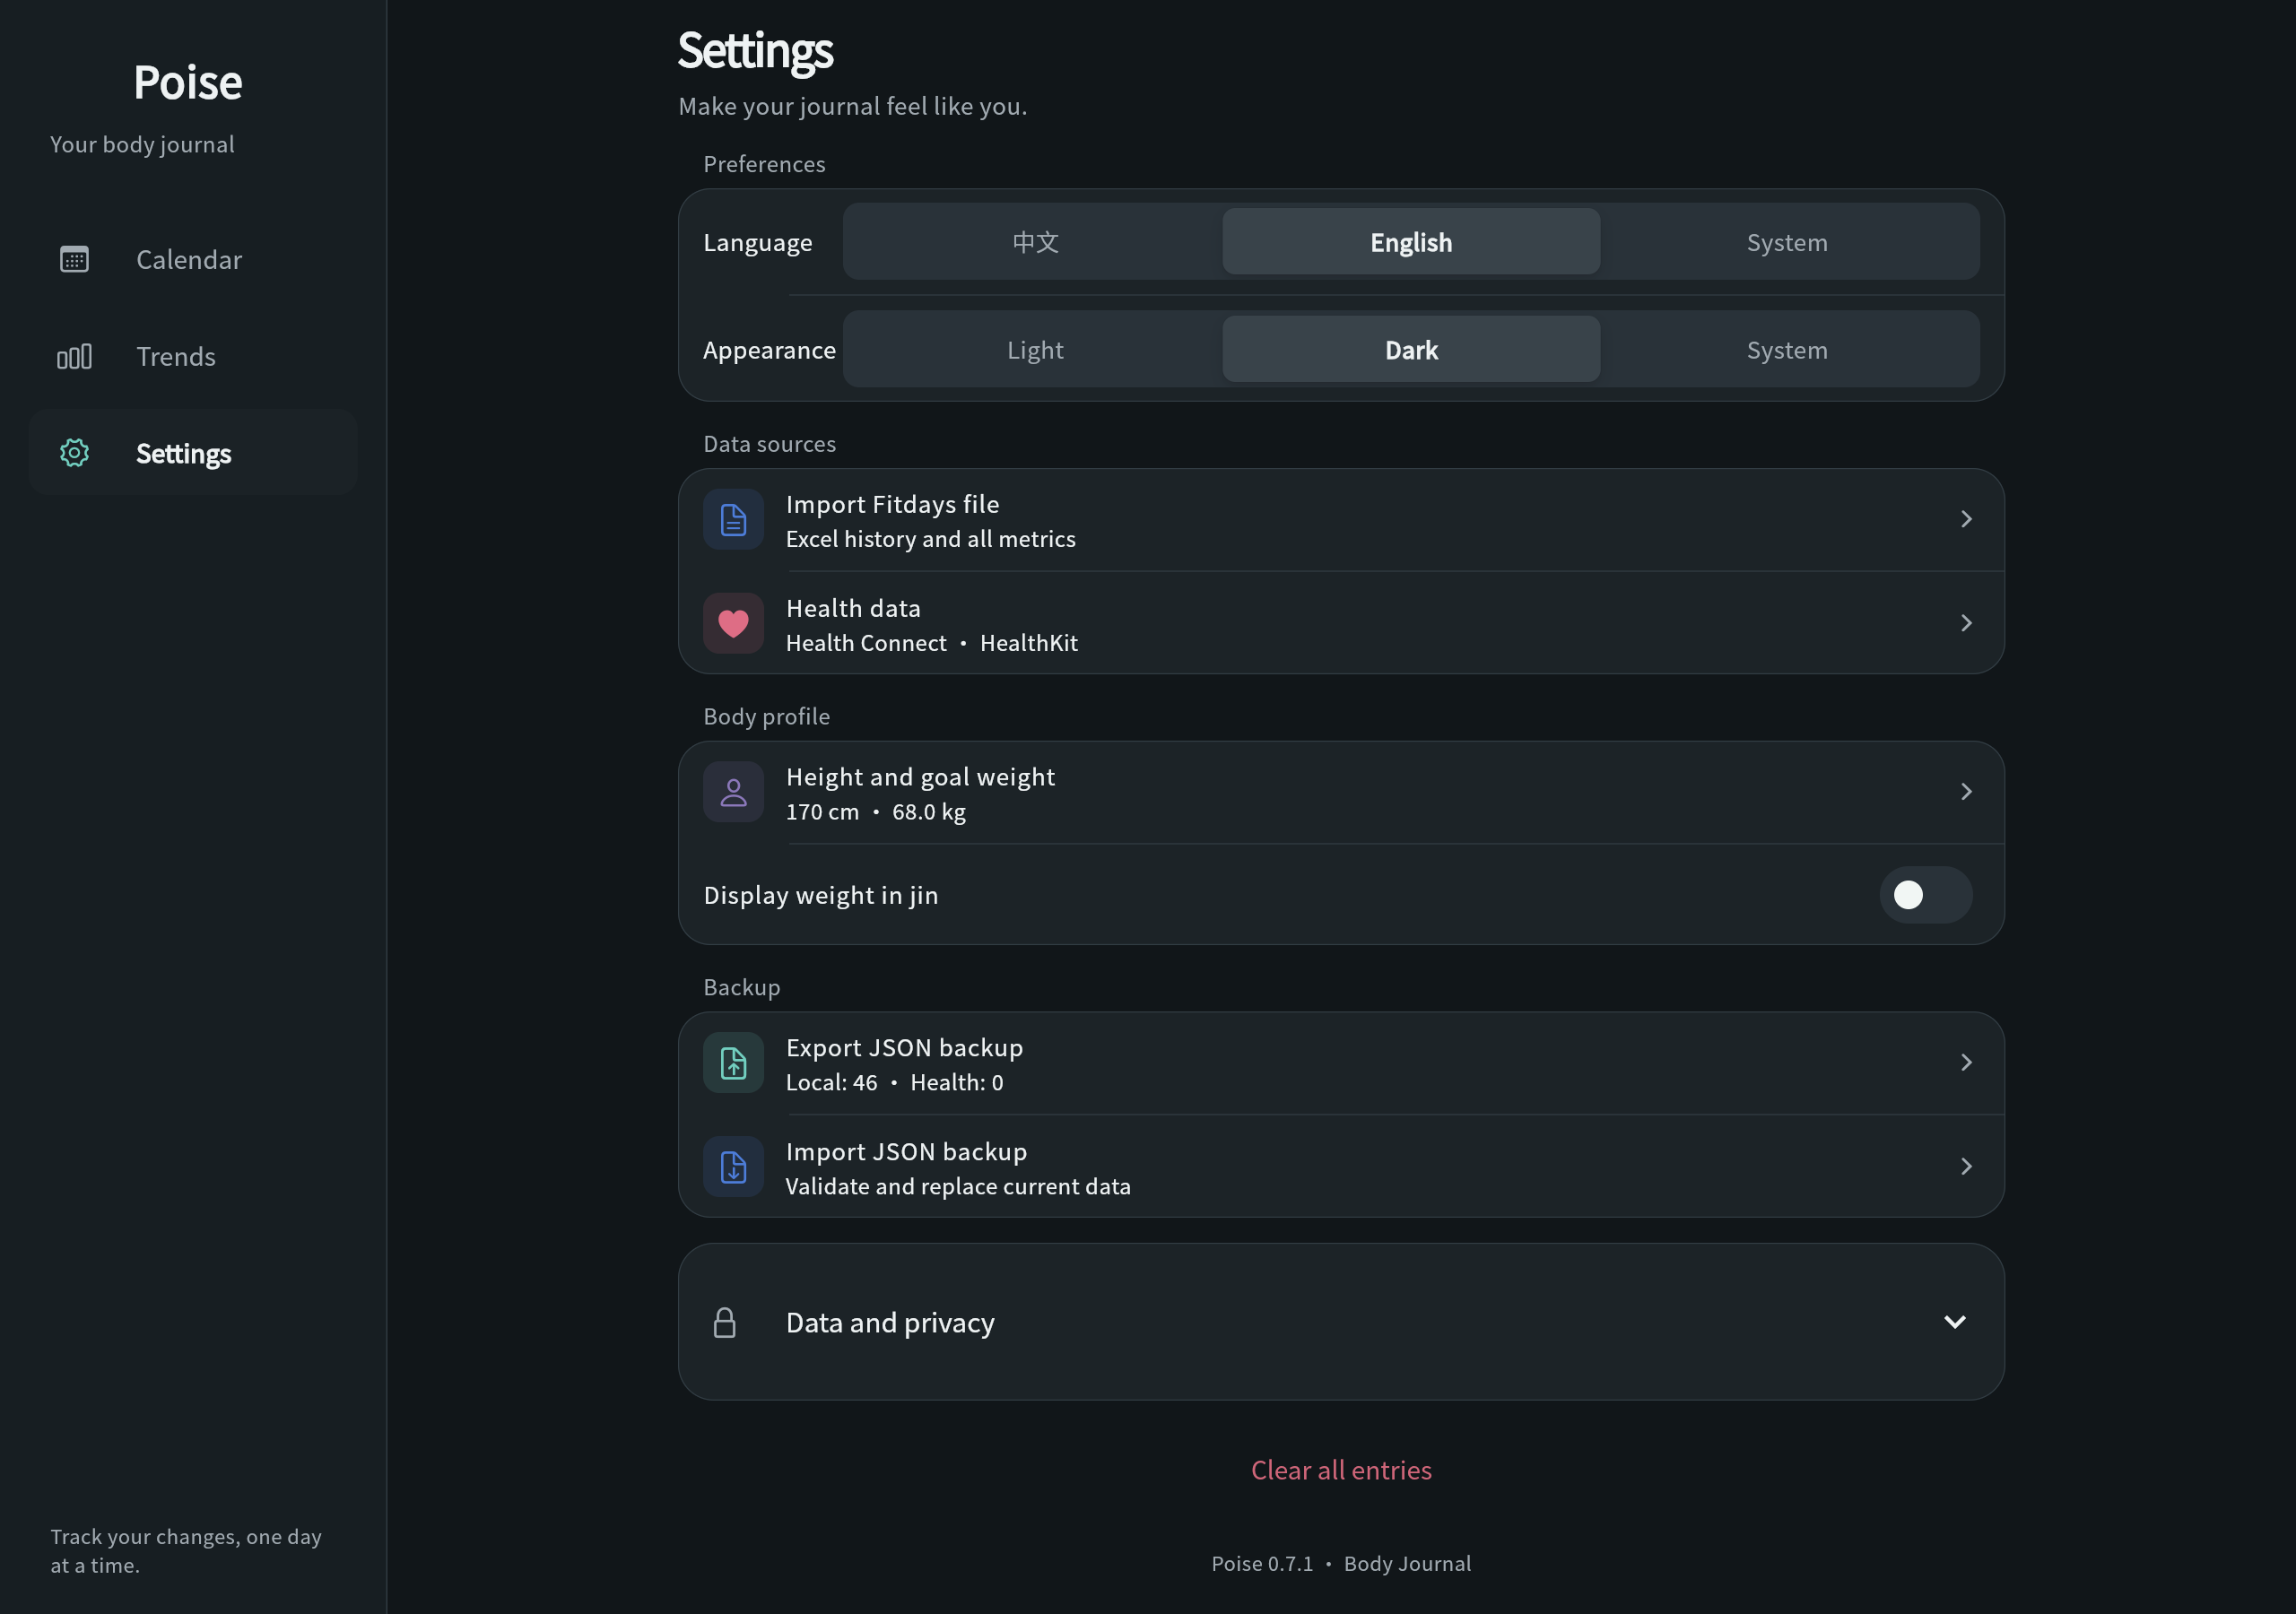 Poise
Your body journal
Calendar
Trends
Settings
Track your changes, one day
at a time.
Settings
Make your journal feel like you.
Preferences
Language 中文 English System
Appearance Light Dark System
Data sources
Import Fitdays file
Excel history and all metrics
Health data
Health Connect • HealthKit
Body profile
Height and goal weight
170 cm • 68.0 kg
Display weight in jin
Backup
Export JSON backup
Local: 46 • Health: 0
Import JSON backup
Validate and replace current data
Data and privacy
Clear all entries
Poise 0.7.1 • Body Journal